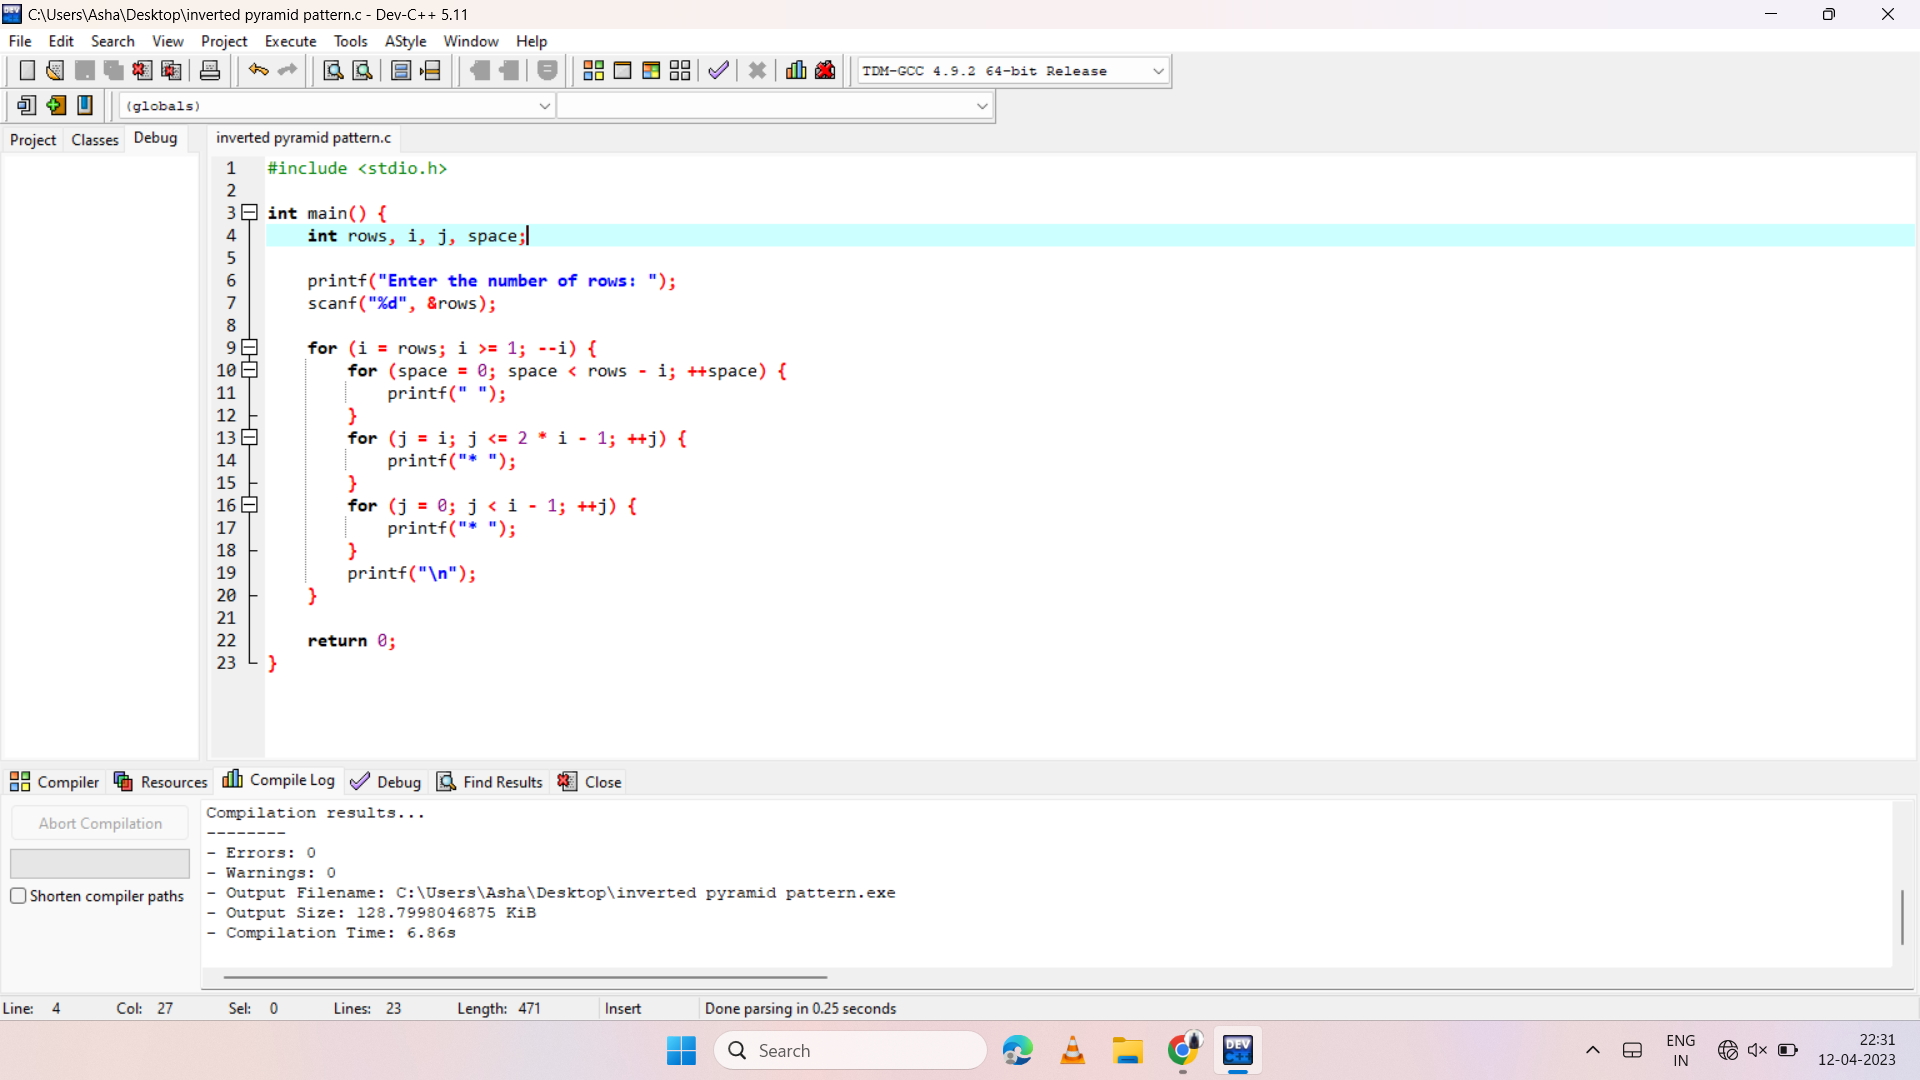 C:\Users\Asha\Desktop\inverted pyramid pattern.c - Dev-C++ 5.11
File Edit Search View Project Execute Tools AStyle Window Help
TDM-GCC 4.9.2 64-bit Release
(globals)
Project Classes Debug
inverted pyramid pattern.c
1 #include <stdio.h>
2
3 int main() {
4     int rows, i, j, space;
5
6     printf("Enter the number of rows: ");
7     scanf("%d", &rows);
8
9     for (i = rows; i >= 1; --i) {
10         for (space = 0; space < rows - i; ++space) {
11             printf(" ");
12         }
13         for (j = i; j <= 2 * i - 1; ++j) {
14             printf("* ");
15         }
16         for (j = 0; j < i - 1; ++j) {
17             printf("* ");
18         }
19         printf("\n");
20     }
21
22     return 0;
23 }
Compiler Resources Compile Log Debug Find Results Close
Abort Compilation
Shorten compiler paths
Compilation results...
--------
- Errors: 0
- Warnings: 0
- Output Filename: C:\Users\Asha\Desktop\inverted pyramid pattern.exe
- Output Size: 128.7998046875 KiB
- Compilation Time: 6.86s
Line: 4 Col: 27 Sel: 0 Lines: 23 Length: 471 Insert Done parsing in 0.25 seconds
Search
DEV
C++
ENG
IN
22:31
12-04-2023